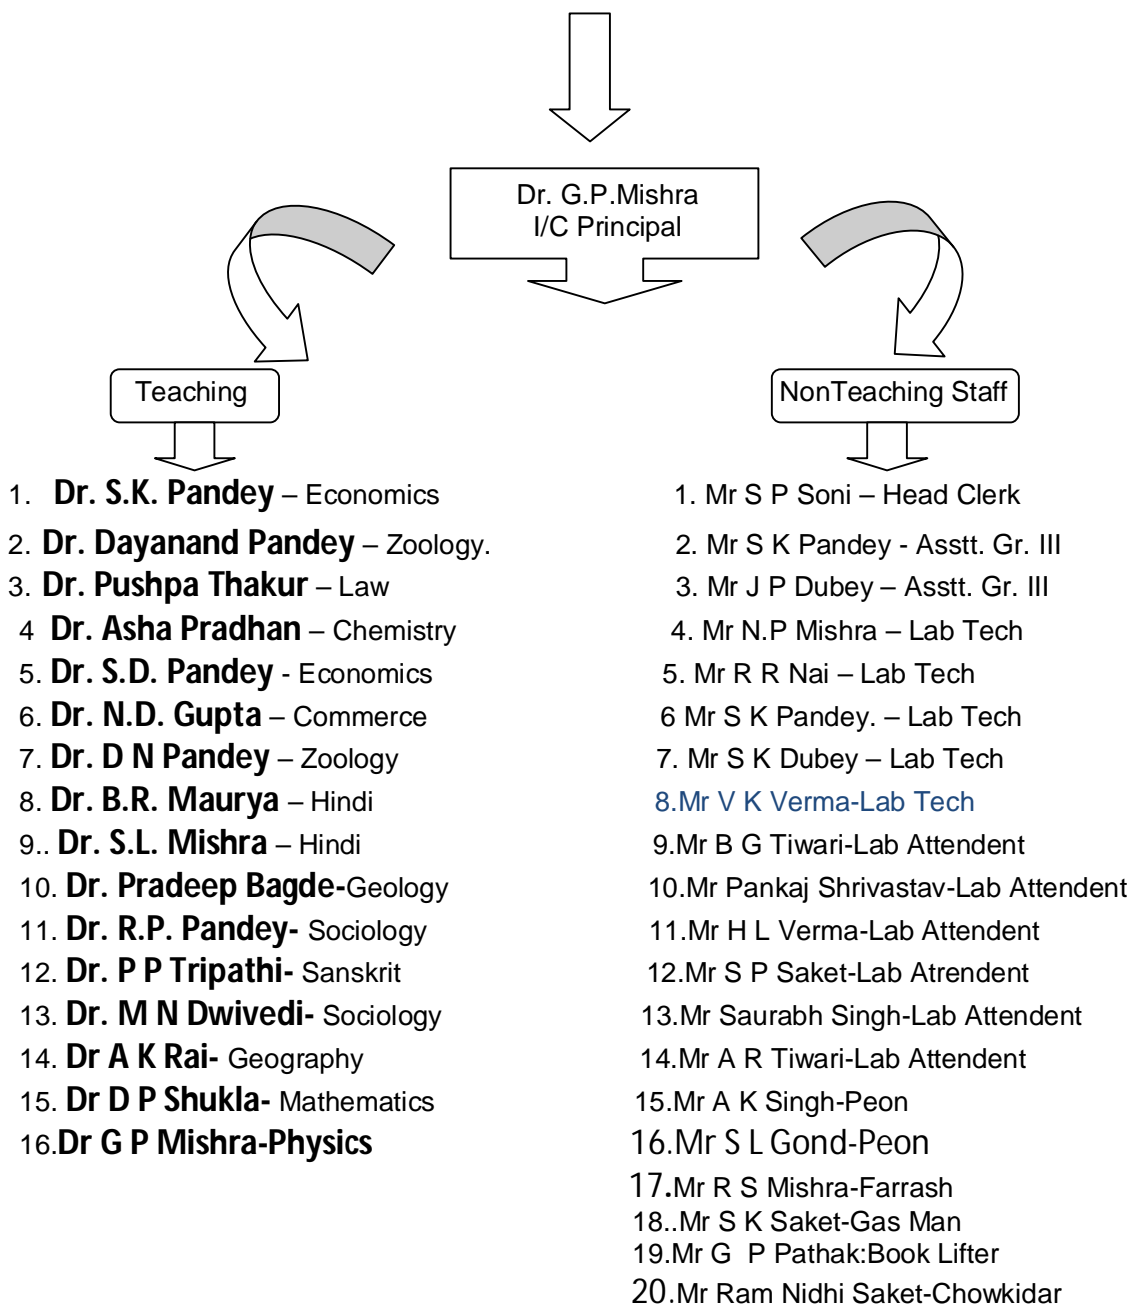 Dr. G.P.Mishra
I/C Principal
Teaching
1. Dr. S.K. Pandey – Economics
2. Dr. Dayanand Pandey – Zoology.
3. Dr. Pushpa Thakur – Law
4 Dr. Asha Pradhan – Chemistry
5. Dr. S.D. Pandey - Economics
6. Dr. N.D. Gupta – Commerce
7. Dr. D N Pandey – Zoology
8. Dr. B.R. Maurya – Hindi
9.. Dr. S.L. Mishra – Hindi
10. Dr. Pradeep Bagde-Geology
11. Dr. R.P. Pandey- Sociology
12. Dr. P P Tripathi- Sanskrit
13. Dr. M N Dwivedi- Sociology
14. Dr A K Rai- Geography
15. Dr D P Shukla- Mathematics
16.Dr G P Mishra-Physics
NonTeaching Staff
1. Mr S P Soni – Head Clerk
2. Mr S K Pandey - Asstt. Gr. III
3. Mr J P Dubey – Asstt. Gr. III
4. Mr N.P Mishra – Lab Tech
5. Mr R R Nai – Lab Tech
6 Mr S K Pandey. – Lab Tech
7. Mr S K Dubey – Lab Tech
8.Mr V K Verma-Lab Tech
9.Mr B G Tiwari-Lab Attendent
10.Mr Pankaj Shrivastav-Lab Attendent
11.Mr H L Verma-Lab Attendent
12.Mr S P Saket-Lab Atrendent
13.Mr Saurabh Singh-Lab Attendent
14.Mr A R Tiwari-Lab Attendent
15.Mr A K Singh-Peon
16.Mr S L Gond-Peon
17.Mr R S Mishra-Farrash
18..Mr S K Saket-Gas Man
19.Mr G P Pathak:Book Lifter
20.Mr Ram Nidhi Saket-Chowkidar